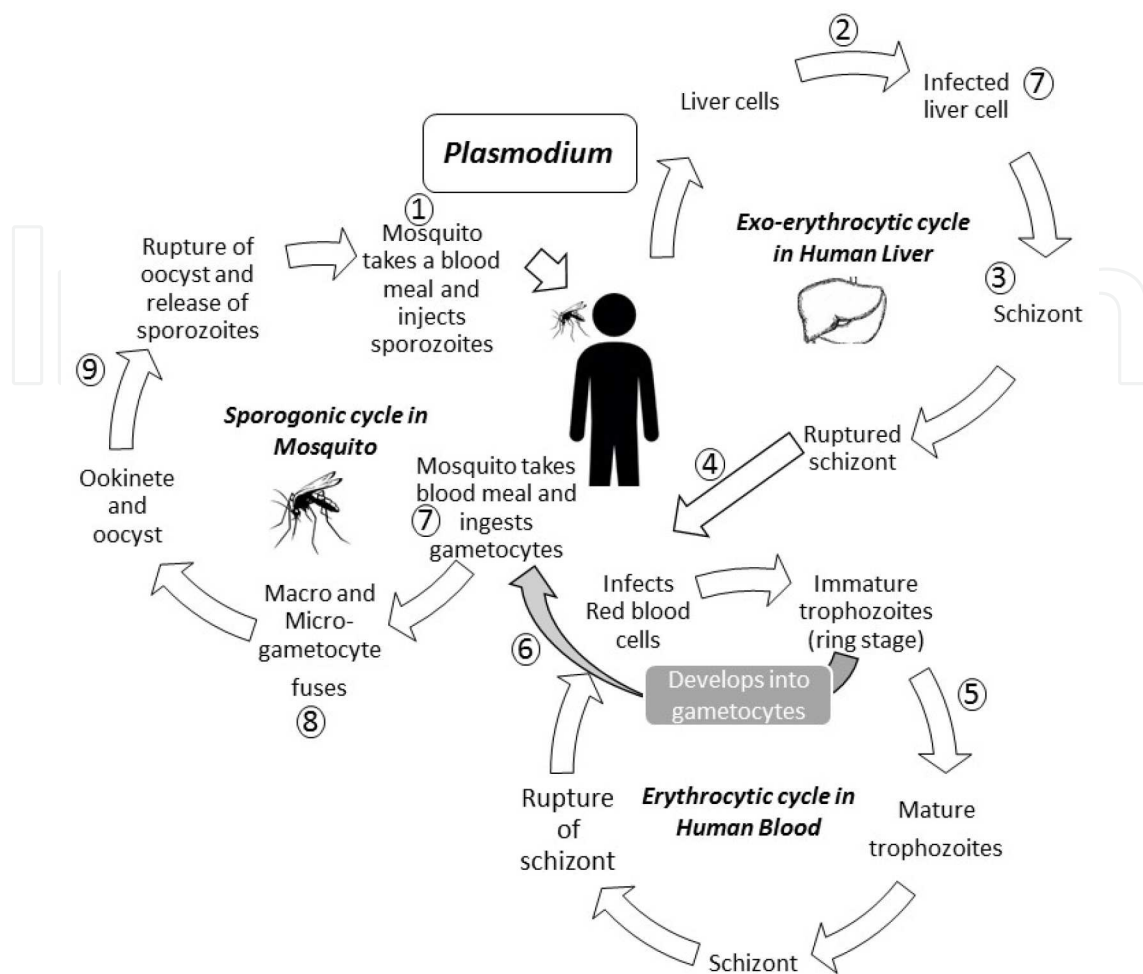 Plasmodium
①
Mosquito
takes a blood
meal and
injects
sporozoites
Liver cells
②
Infected
liver cell
⑦
Exo-erythrocytic cycle
in Human Liver
③
Schizont
Ruptured
schizont
④
Infects
Red blood
cells
Immature
trophozoites
(ring stage)
⑤
Mature
trophozoites
Schizont
Rupture
of
schizont
Erythrocytic cycle in
Human Blood
Develops into
gametocytes
⑥
Mosquito takes
blood meal and
⑦ ingests
gametocytes
Sporogonic cycle in
Mosquito
Macro and
Micro-
gametocyte
fuses
⑧
Ookinete
and
oocyst
⑨
Rupture of
oocyst and
release of
sporozoites